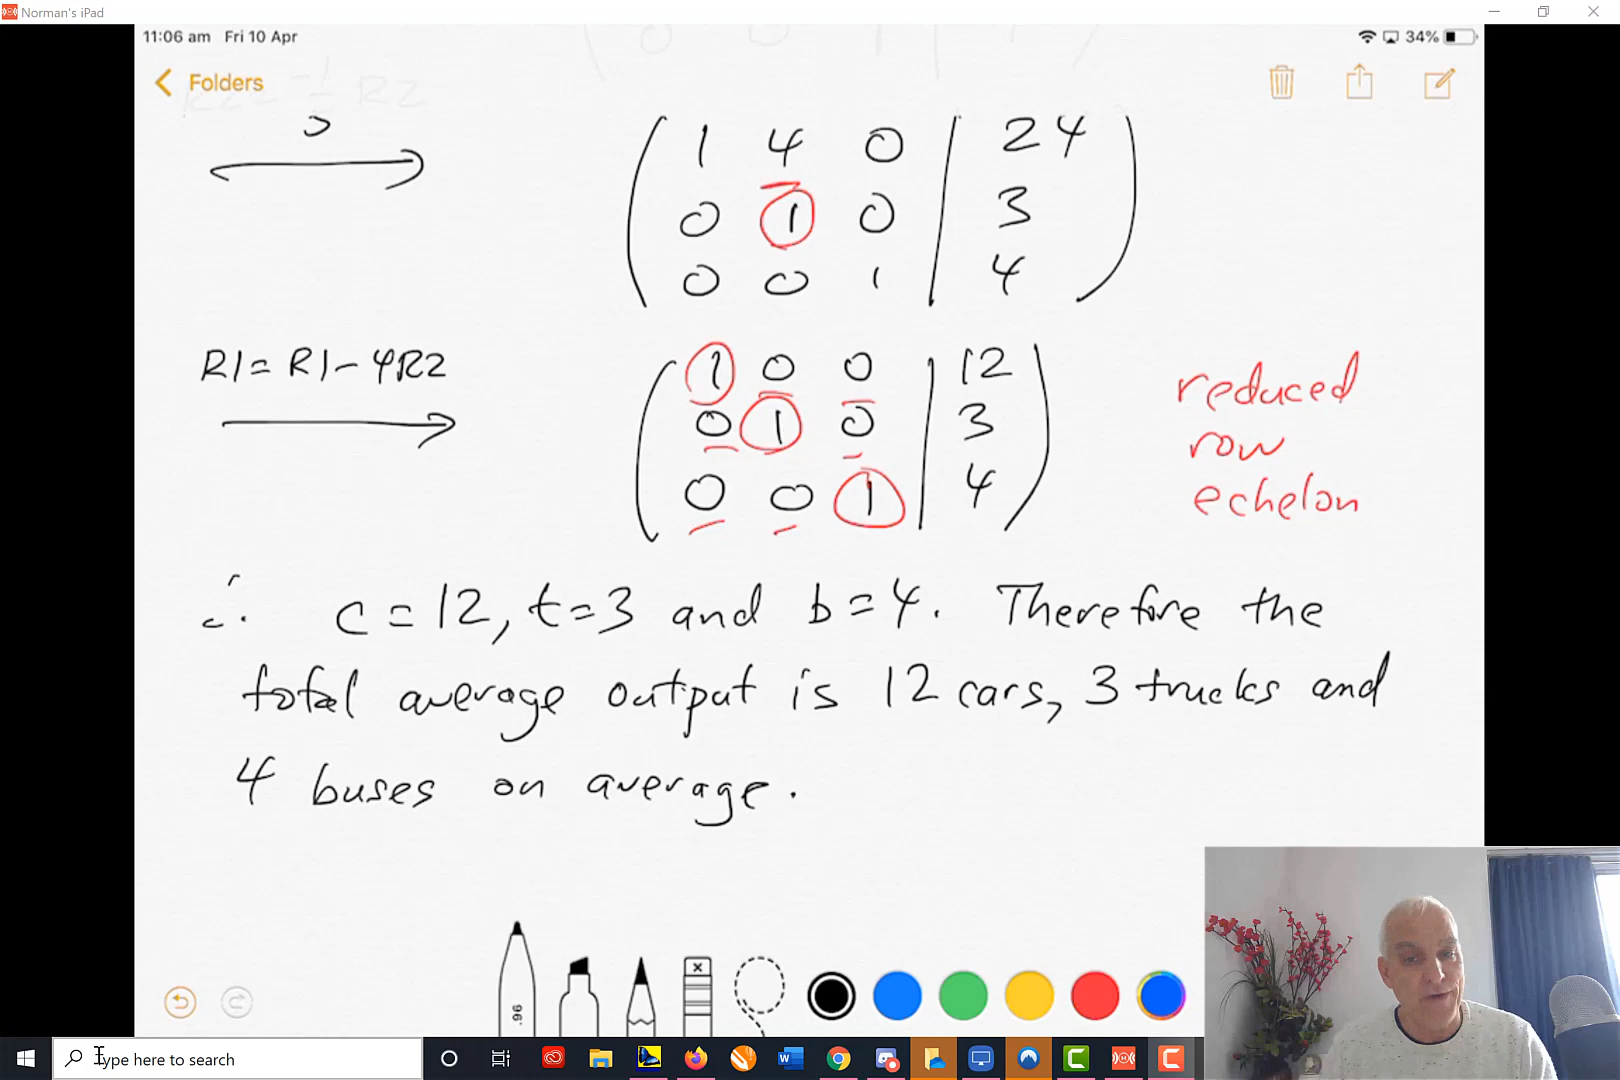 Norman's iPad
11:06 am Fri 10 Apr
34%
Folders
1 4 0 | 24
0 1 0 | 3
0 0 1 | 4
R1 = R1 - 4R2
1 0 0 | 12
0 1 0 | 3
0 0 1 | 4
reduced
row
echelon
∴ c = 12, t = 3 and b = 4. Therefore the
total average output is 12 cars, 3 trucks and
4 buses on average.
96
Type here to search